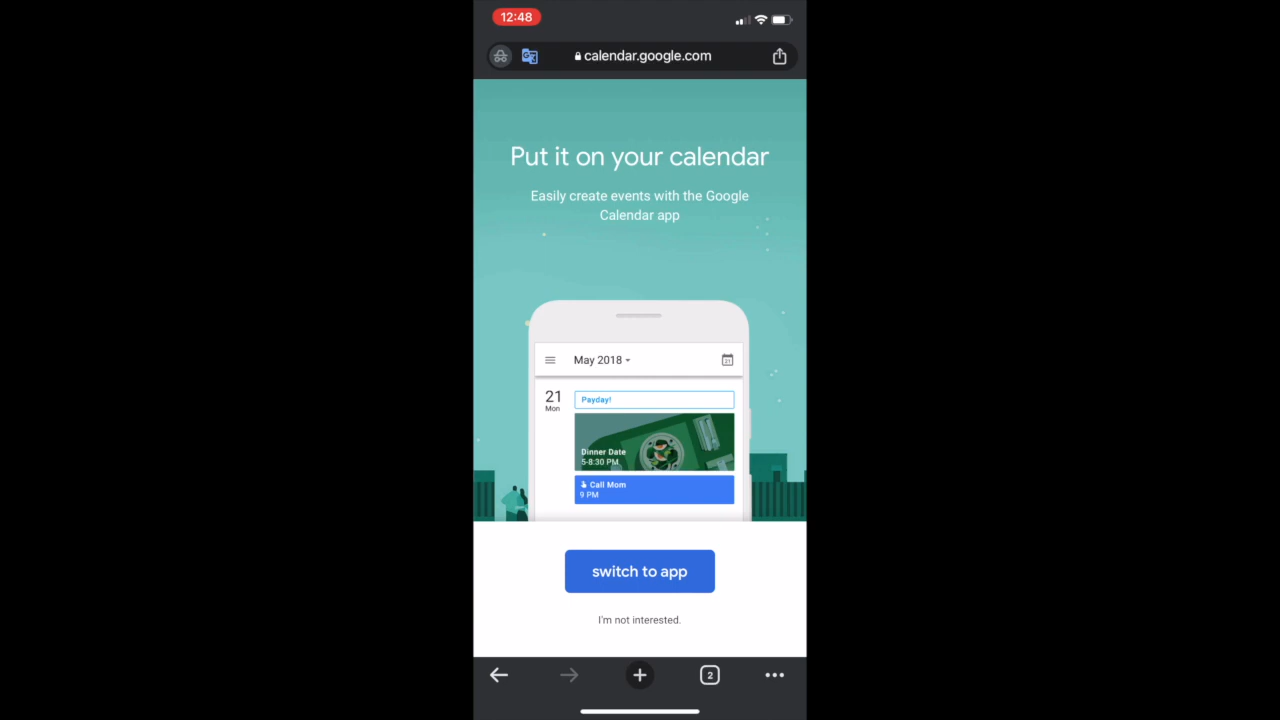 12:48
calendar.google.com
Put it on your calendar
Easily create events with the Google
Calendar app
May 2018
21
Mon
Payday!
Dinner Date
5-8:30 PM
Call Mom
9 PM
switch to app
I'm not interested.
2